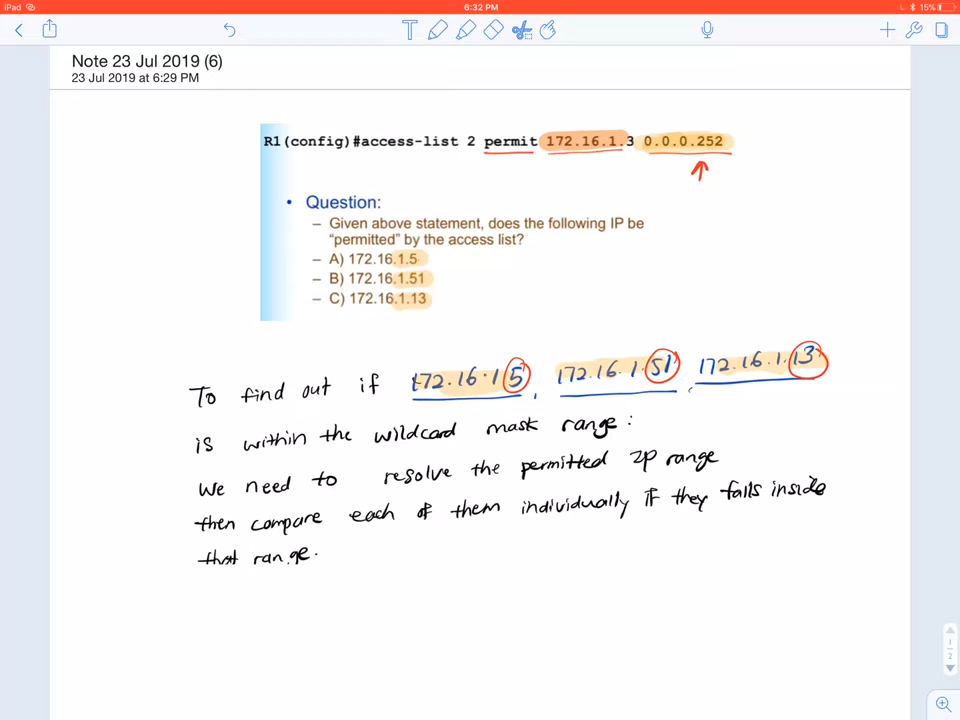 iPad
6:32 PM
15%
Note 23 Jul 2019 (6)
23 Jul 2019 at 6:29 PM
R1(config)#access-list 2 permit 172.16.1.3 0.0.0.252
• Question:
– Given above statement, does the following IP be
"permitted" by the access list?
– A) 172.16.1.5
– B) 172.16.1.51
– C) 172.16.1.13
To find out if 172.16.1.5, 172.16.1.51, 172.16.1.13
is within the wildcard mask range:
We need to resolve the permitted IP range
then compare each of them individually if they falls inside
that range.
1
2